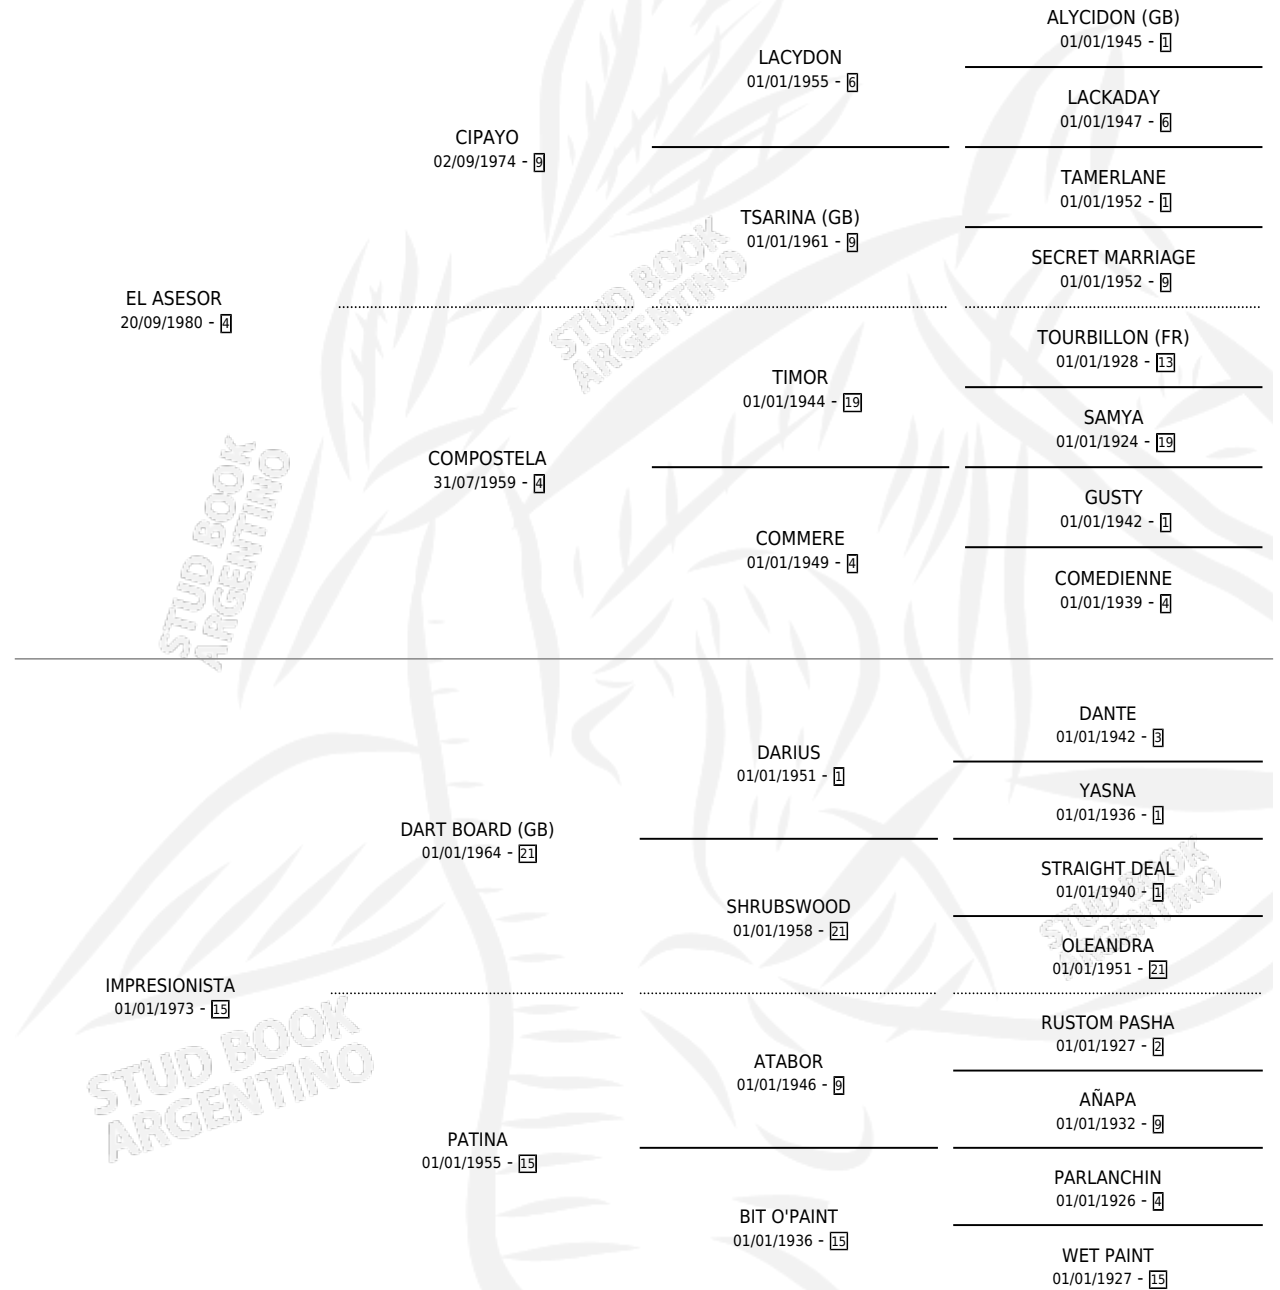 ALYCIDON (GB)
01/01/1945 - 1
LACYDON
01/01/1955 - 6
LACKADAY
01/01/1947 - 6
CIPAYO
02/09/1974 - 9
TAMERLANE
01/01/1952 - 1
TSARINA (GB)
01/01/1961 - 9
SECRET MARRIAGE
01/01/1952 - 9
EL ASESOR
20/09/1980 - 4
TOURBILLON (FR)
01/01/1928 - 13
TIMOR
01/01/1944 - 19
SAMYA
01/01/1924 - 19
COMPOSTELA
31/07/1959 - 4
GUSTY
01/01/1942 - 1
COMMERE
01/01/1949 - 4
COMEDIENNE
01/01/1939 - 4
DANTE
01/01/1942 - 3
DARIUS
01/01/1951 - 1
YASNA
01/01/1936 - 1
DART BOARD (GB)
01/01/1964 - 21
STRAIGHT DEAL
01/01/1940 - 1
SHRUBSWOOD
01/01/1958 - 21
OLEANDRA
01/01/1951 - 21
IMPRESIONISTA
01/01/1973 - 15
RUSTOM PASHA
01/01/1927 - 2
ATABOR
01/01/1946 - 9
AÑAPA
01/01/1932 - 9
PATINA
01/01/1955 - 15
PARLANCHIN
01/01/1926 - 4
BIT O'PAINT
01/01/1936 - 15
WET PAINT
01/01/1927 - 15
STUD BOOK
ARGENTINO
STUD BOOK
ARGENTINO
STUD BOOK
ARGENTINO
STUD BOOK
ARGENTINO